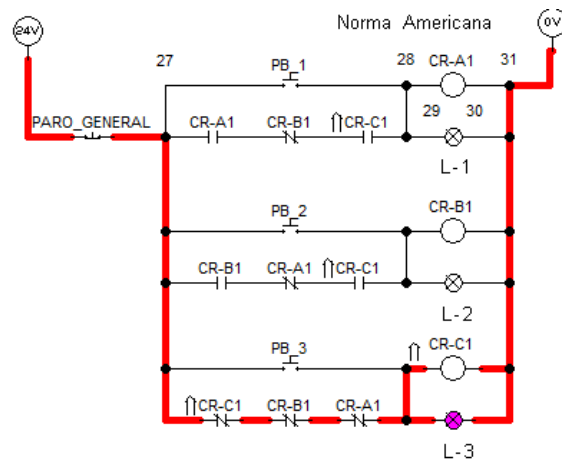 24V
Norma Americana
0V
27
PB_1
28
CR-A1
31
PARO_GENERAL
CR-A1
CR-B1
CR-C1
29
30
L-1
PB_2
CR-B1
CR-B1
CR-A1
CR-C1
L-2
PB_3
CR-C1
CR-C1
CR-B1
CR-A1
L-3